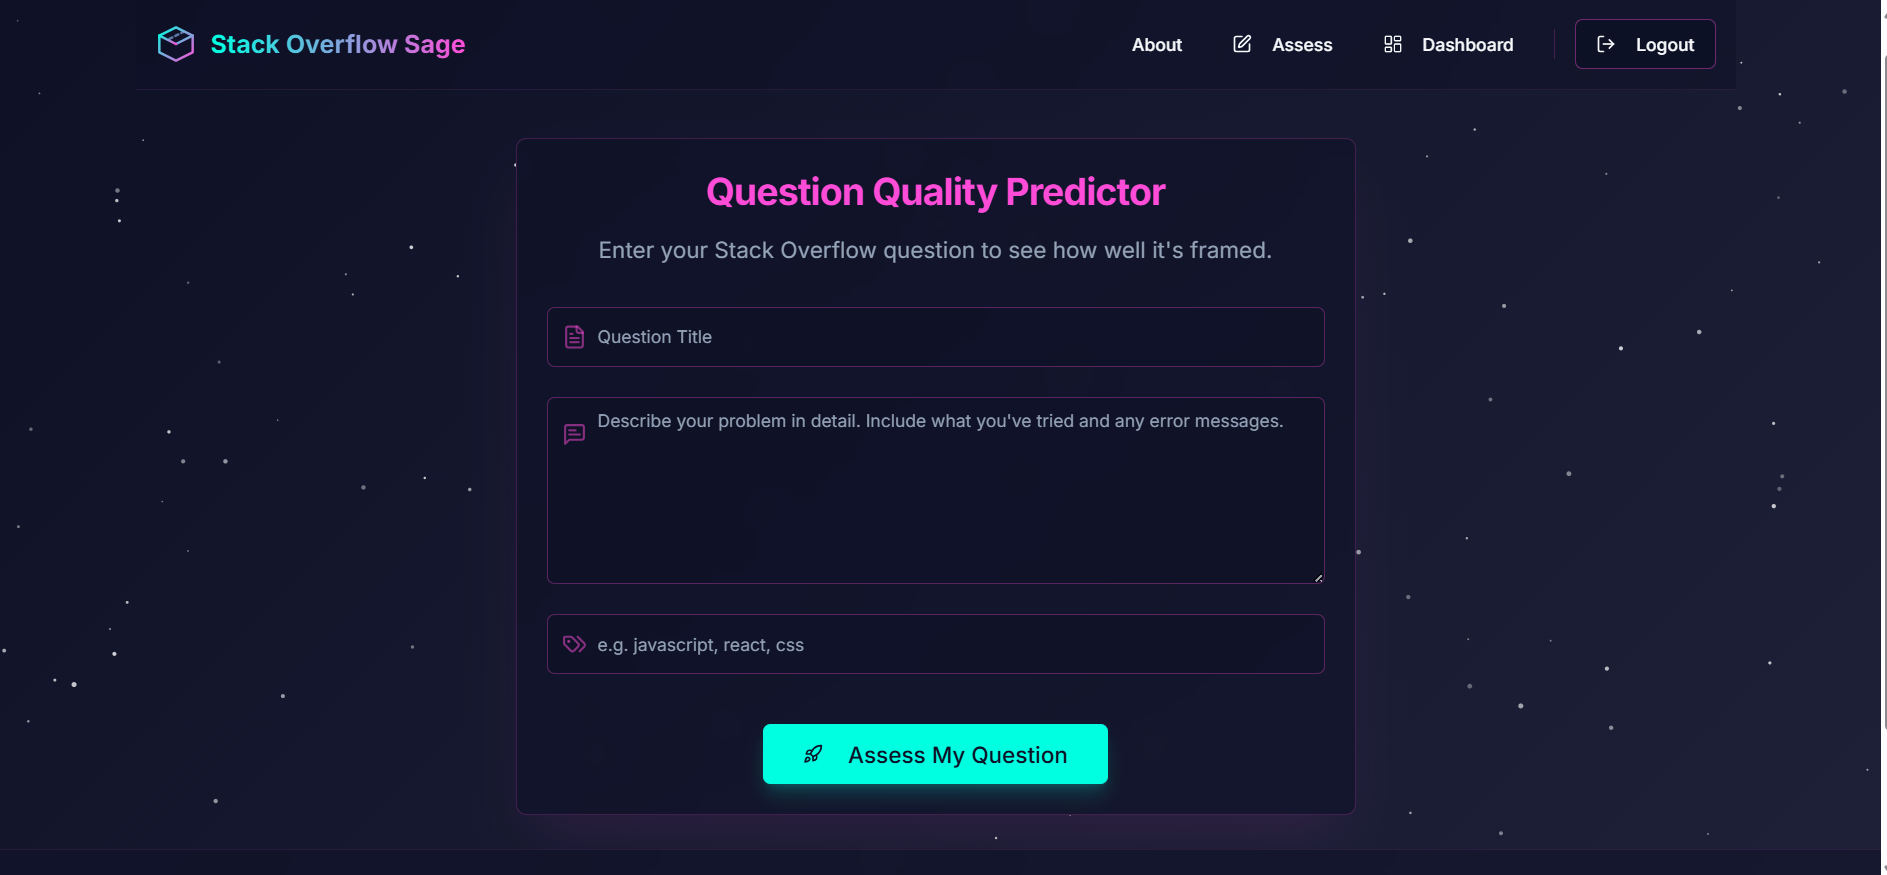 Stack Overflow Sage
About
Assess
Dashboard
Logout
Question Quality Predictor
Enter your Stack Overflow question to see how well it's framed.
Question Title
Describe your problem in detail. Include what you've tried and any error messages.
e.g. javascript, react, css
Assess My Question